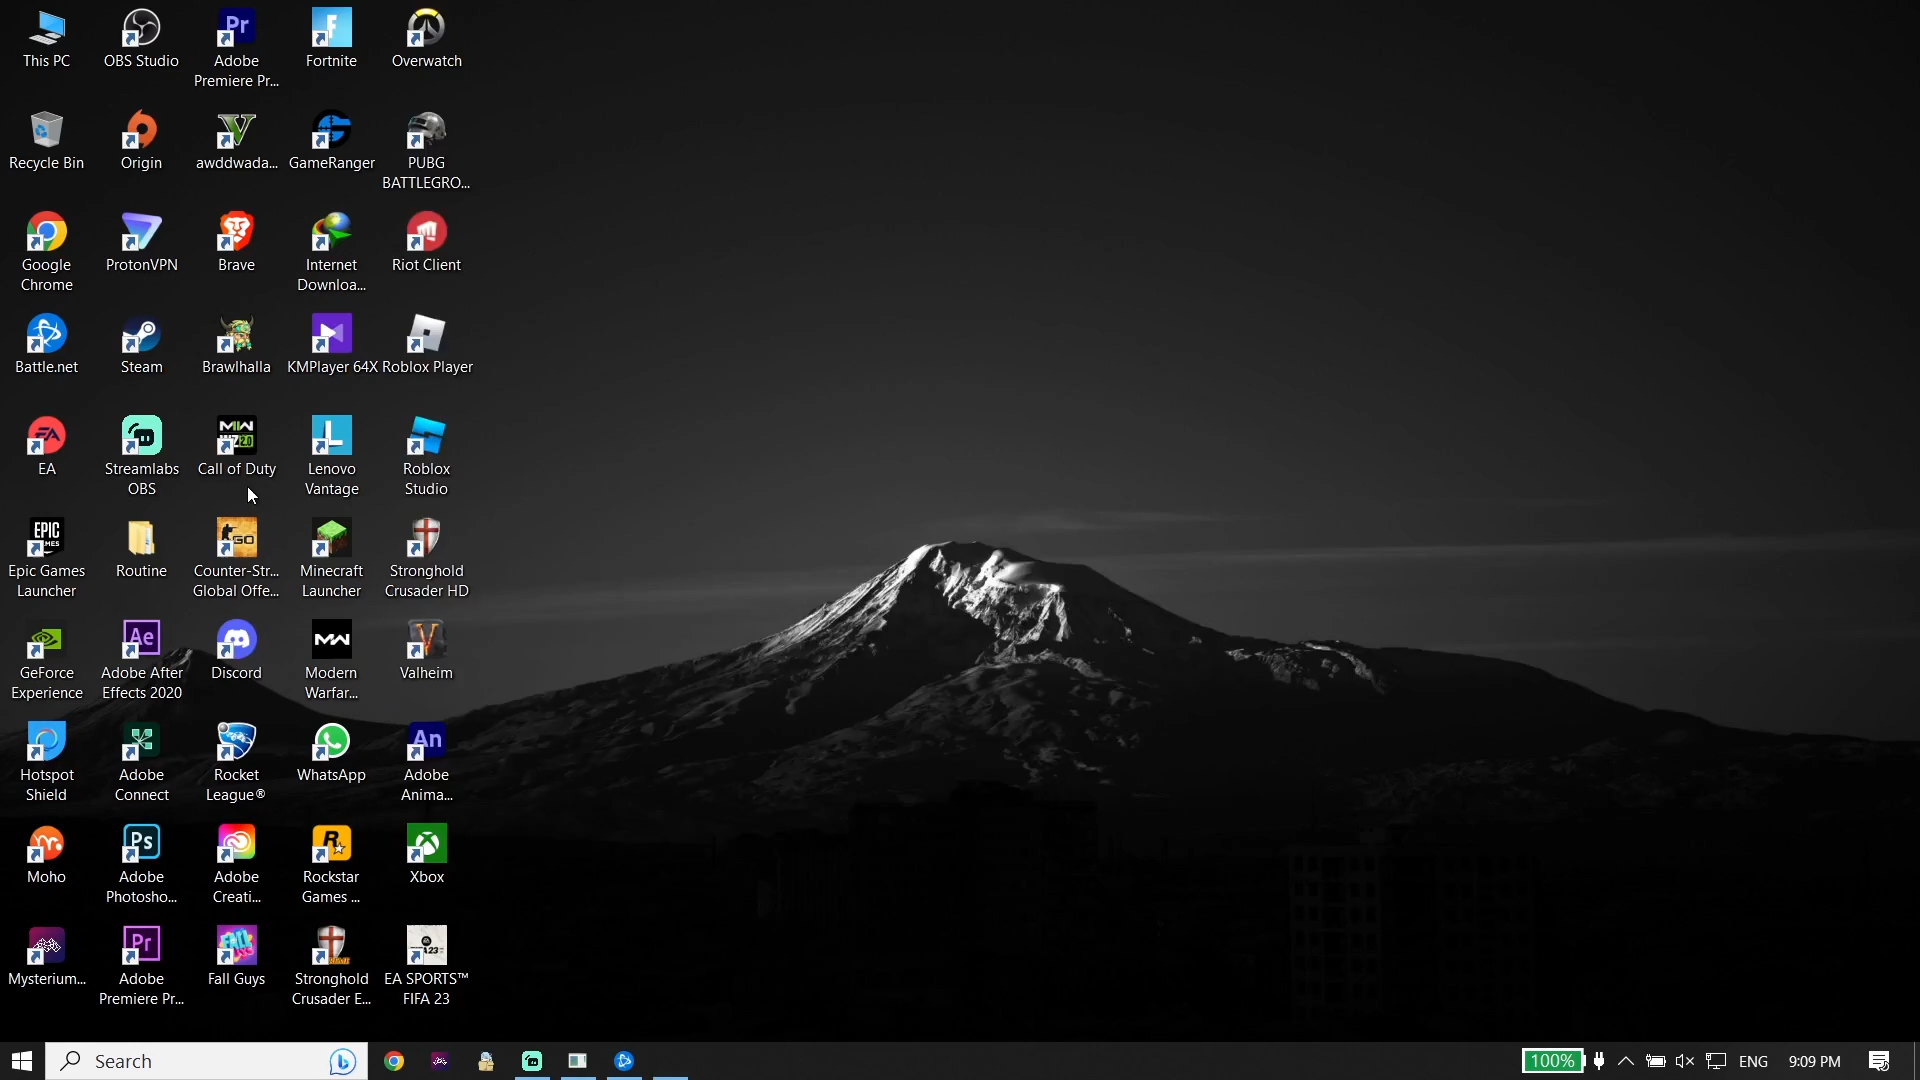 This PC
OBS Studio
Adobe
Premiere Pr...
Fortnite
Overwatch
Recycle Bin
Origin
awddwada...
GameRanger
PUBG
BATTLEGRO...
Google
Chrome
ProtonVPN
Brave
Internet
Downloa...
Riot Client
Battle.net
Steam
Brawlhalla
KMPlayer 64X
Roblox Player
EA
Streamlabs
OBS
Call of Duty
Lenovo
Vantage
Roblox
Studio
Epic Games
Launcher
Routine
Counter-Str...
Global Offe...
Minecraft
Launcher
Stronghold
Crusader HD
GeForce
Experience
Adobe After
Effects 2020
Discord
Modern
Warfar...
Valheim
Hotspot
Shield
Adobe
Connect
Rocket
League®
WhatsApp
Adobe
Anima...
Moho
Adobe
Photosho...
Adobe
Creati...
Rockstar
Games ...
Xbox
Mysterium...
Adobe
Premiere Pr...
Fall Guys
Stronghold
Crusader E...
EA SPORTS™
FIFA 23
Search
100%
ENG
9:09 PM